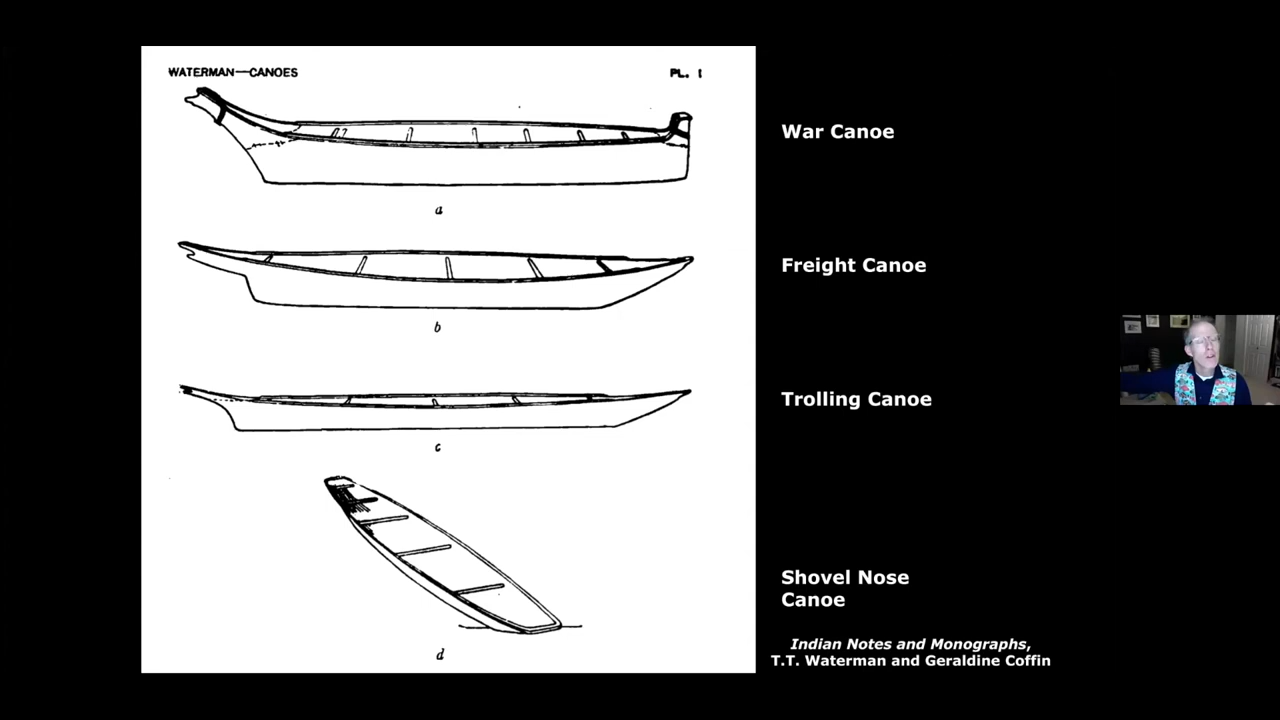 WATERMAN—CANOES PL. 1
a
War Canoe
b
Freight Canoe
c
Trolling Canoe
d
Shovel Nose
Canoe
Indian Notes and Monographs,
T.T. Waterman and Geraldine Coffin